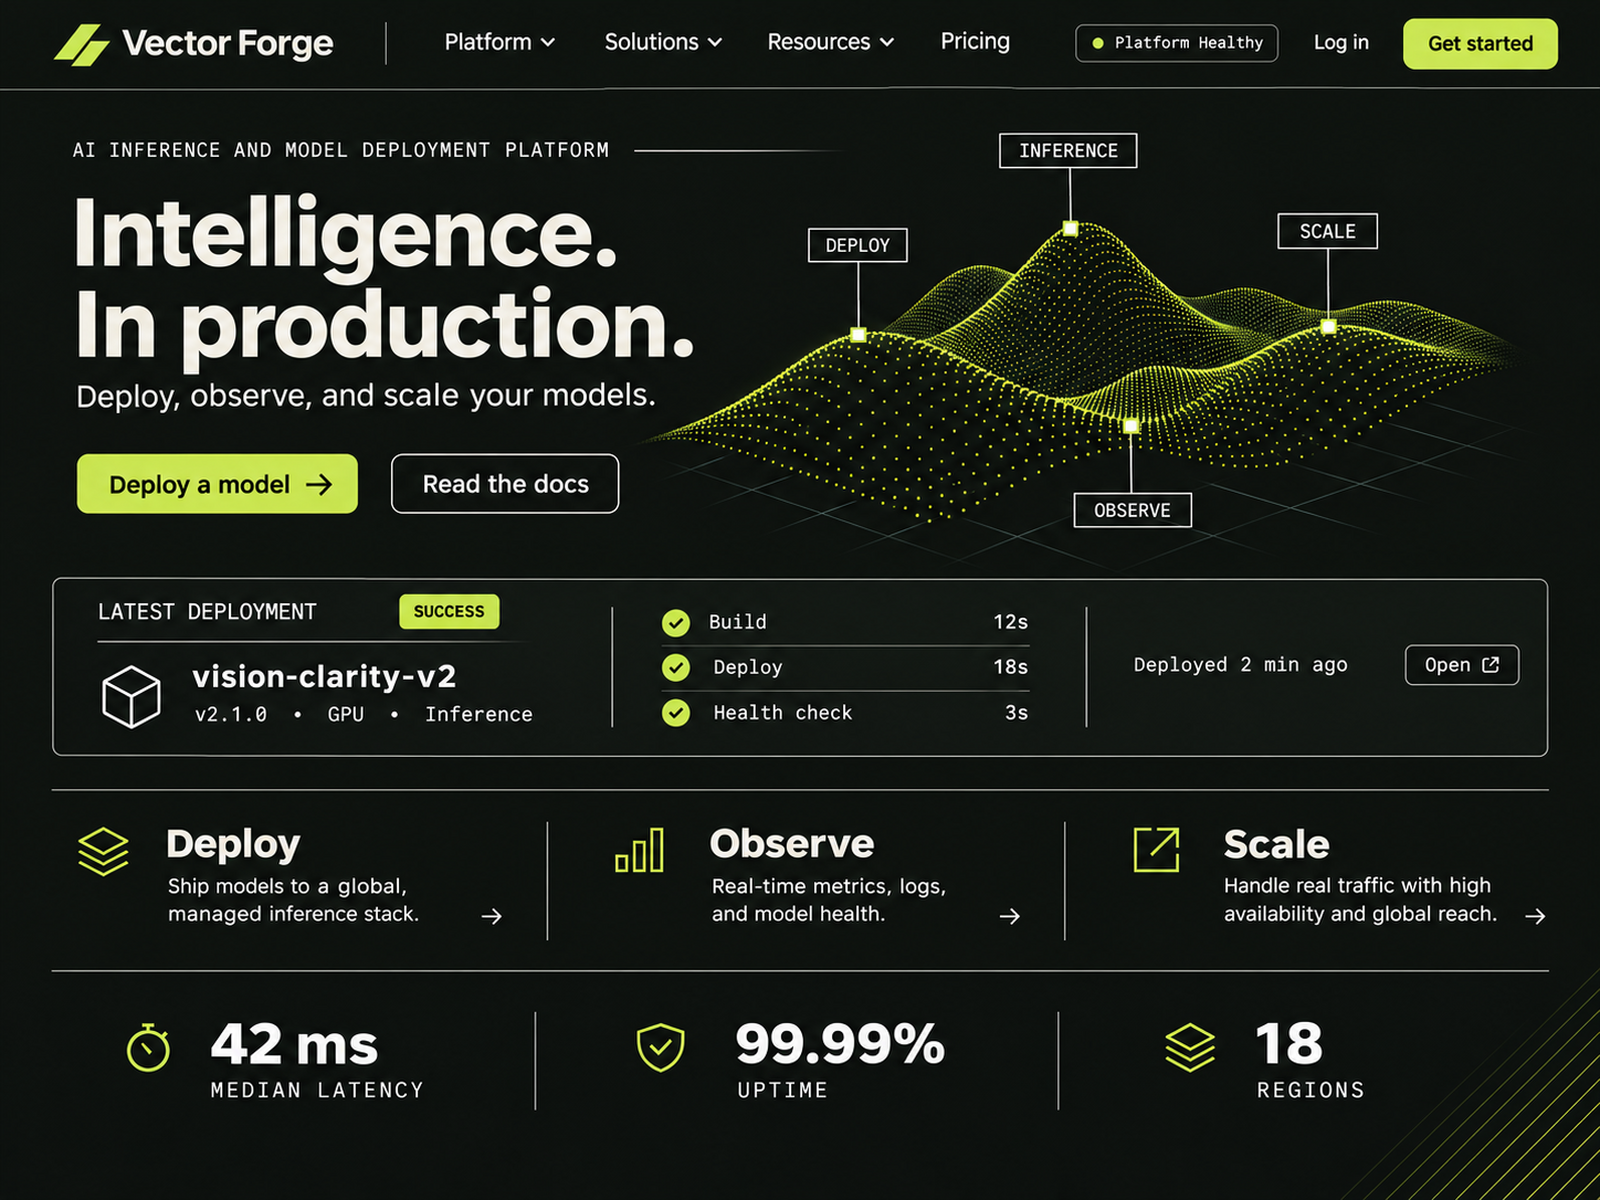 Vector Forge
Platform
Solutions
Resources
Pricing
Platform Healthy
Log in
Get started
AI INFERENCE AND MODEL DEPLOYMENT PLATFORM
Intelligence.
In production.
Deploy, observe, and scale your models.
Deploy a model
Read the docs
INFERENCE
DEPLOY
SCALE
OBSERVE
LATEST DEPLOYMENT
SUCCESS
vision-clarity-v2
v2.1.0 • GPU • Inference
Build 12s
Deploy 18s
Health check 3s
Deployed 2 min ago
Open
Deploy
Ship models to a global,
managed inference stack.
Observe
Real-time metrics, logs,
and model health.
Scale
Handle real traffic with high
availability and global reach.
42 ms
MEDIAN LATENCY
99.99%
UPTIME
18
REGIONS